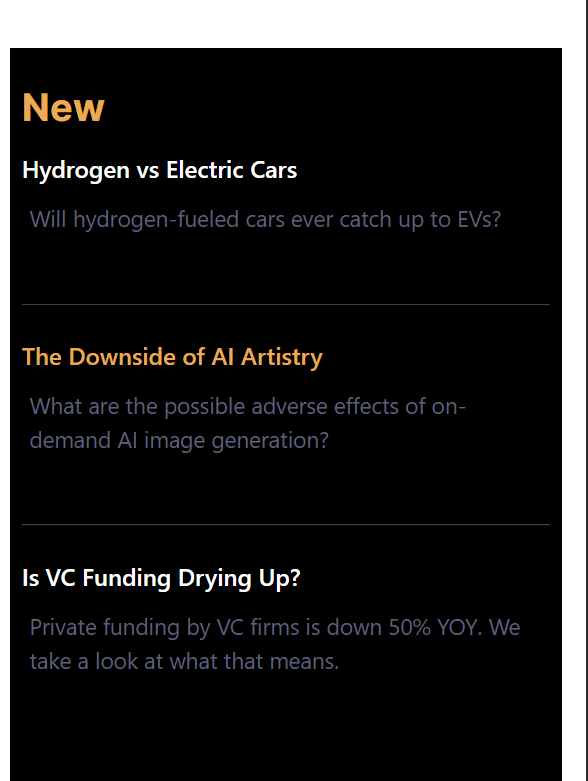 New
Hydrogen vs Electric Cars
Will hydrogen-fueled cars ever catch up to EVs?
The Downside of AI Artistry
What are the possible adverse effects of on-
demand AI image generation?
Is VC Funding Drying Up?
Private funding by VC firms is down 50% YOY. We
take a look at what that means.